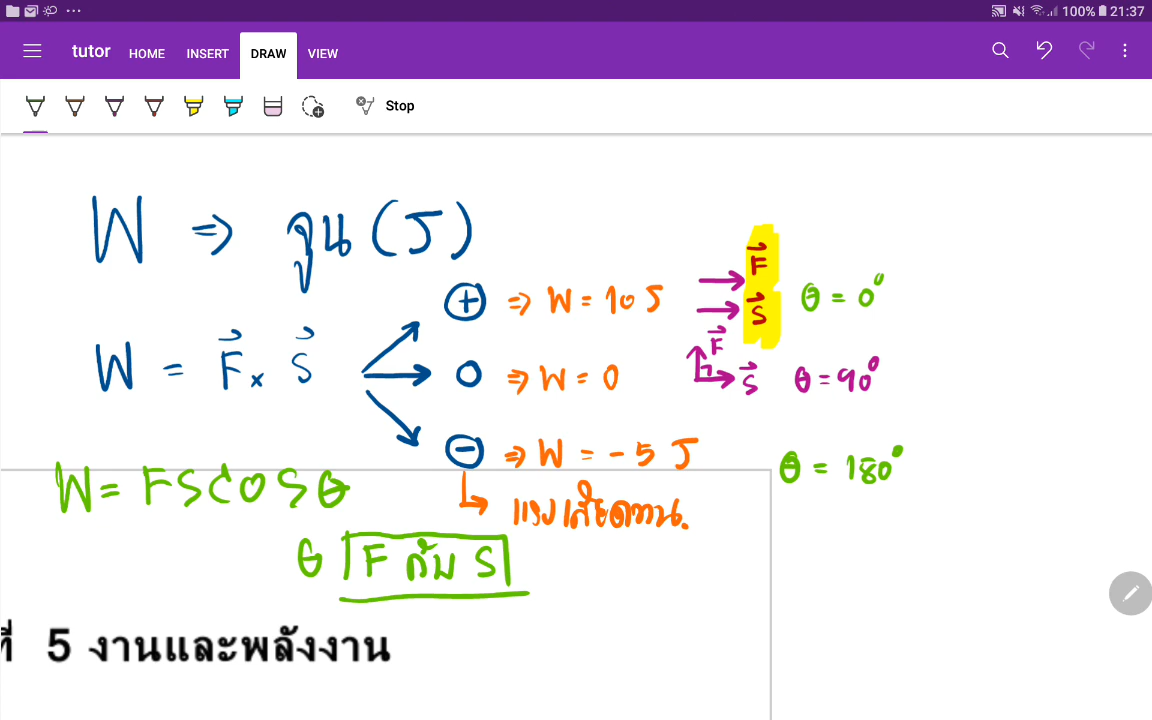 100% 21:37
tutor HOME INSERT DRAW VIEW
Stop
W ⇒ จูน (J)
W = F⃗ × S⃗
+ ⇒ W = 10 J
F⃗
S⃗
θ = 0°
0 ⇒ W = 0
F⃗
S⃗
θ = 90°
− ⇒ W = - 5 J
θ = 180°
แรงเสียดทาน.
W = FS COS θ
θ F กับ S
ที่ 5 งานและพลังงาน